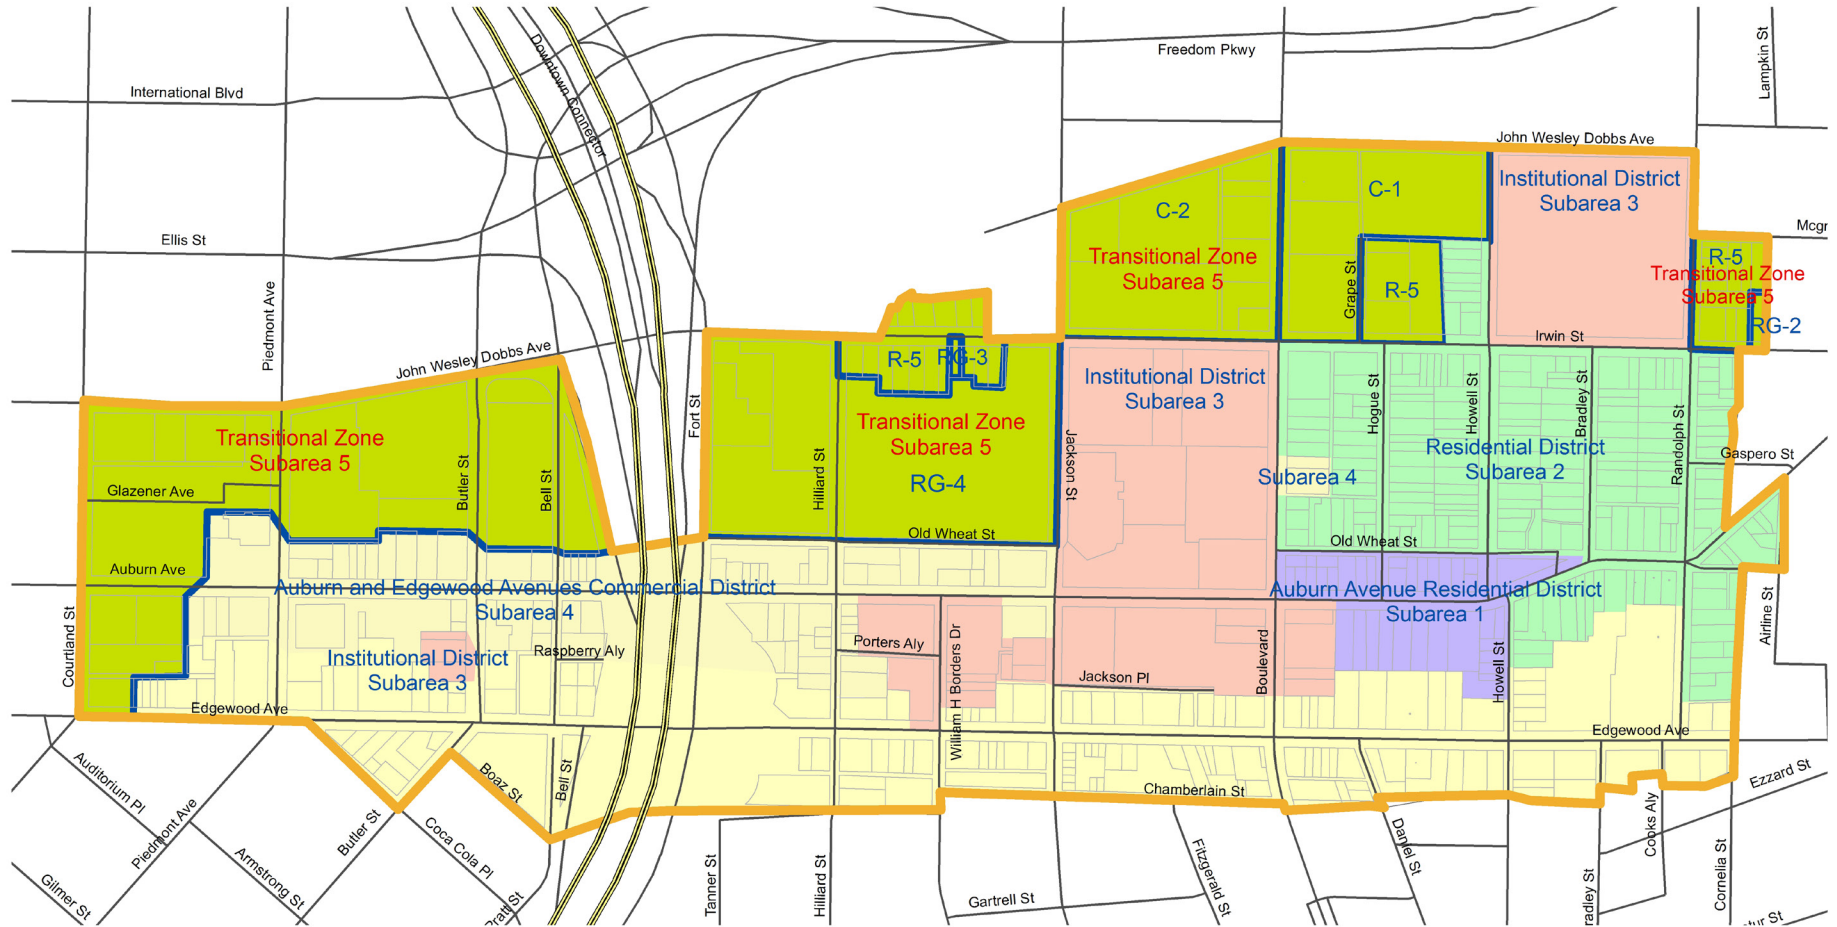 Freedom Pkwy
Lampkin St
Downtown Connector
International Blvd
John Wesley Dobbs Ave
Institutional District
Subarea 3
C-1
C-2
Mcgr
Ellis St
Transitional Zone
Subarea 5
R-5
Grape St
R-5
Transitional Zone
Subarea 5
RG-2
Piedmont Ave
Irwin St
John Wesley Dobbs Ave
R-5
RG-3
Institutional District
Subarea 3
Hogue St
Howell St
Bradley St
Randolph St
Fort St
Transitional Zone
Subarea 5
Transitional Zone
Subarea 5
RG-4
Jackson St
Residential District
Subarea 2
Subarea 4
Gaspero St
Glazener Ave
Butler St
Bell St
Hilliard St
Old Wheat St
Old Wheat St
Auburn Ave
Auburn and Edgewood Avenues Commercial District
Subarea 4
Auburn Avenue Residential District
Subarea 1
Courtland St
Airline St
Institutional District
Subarea 3
Raspberry Aly
Porters Aly
William H Borders Dr
Jackson Pl
Boulevard
Howell St
Edgewood Ave
Edgewood Ave
Auditorium Pl
Boaz St
Bell St
Chamberlain St
Ezzard St
Piedmont Ave
Butler St
Coca Cola Pl
Armstrong St
Gilmer St
Pratt St
Tanner St
Hilliard St
Gartrell St
Fitzgerald St
Daniel St
radley St
Cooks Aly
Cornelia St
tur St